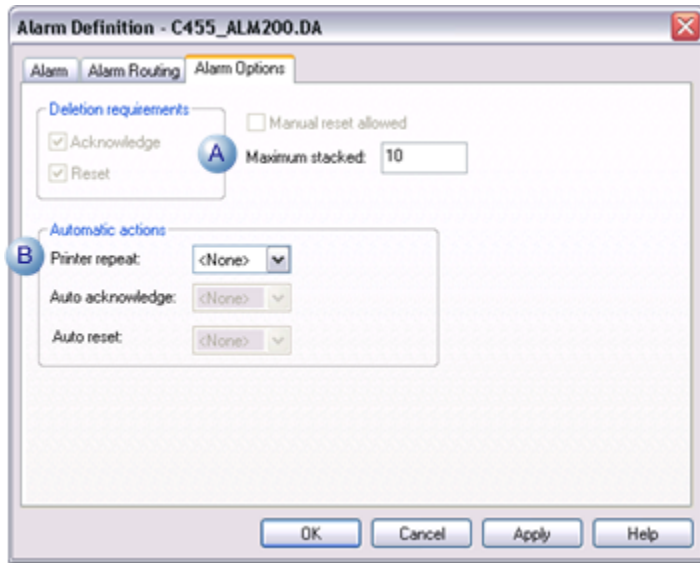 Alarm Definition - C455_ALM200.DA
Alarm
Alarm Routing
Alarm Options
Deletion requirements
Acknowledge
Reset
Manual reset allowed
A
Maximum stacked:
10
Automatic actions
B
Printer repeat:
<None>
Auto acknowledge:
<None>
Auto reset:
<None>
OK
Cancel
Apply
Help